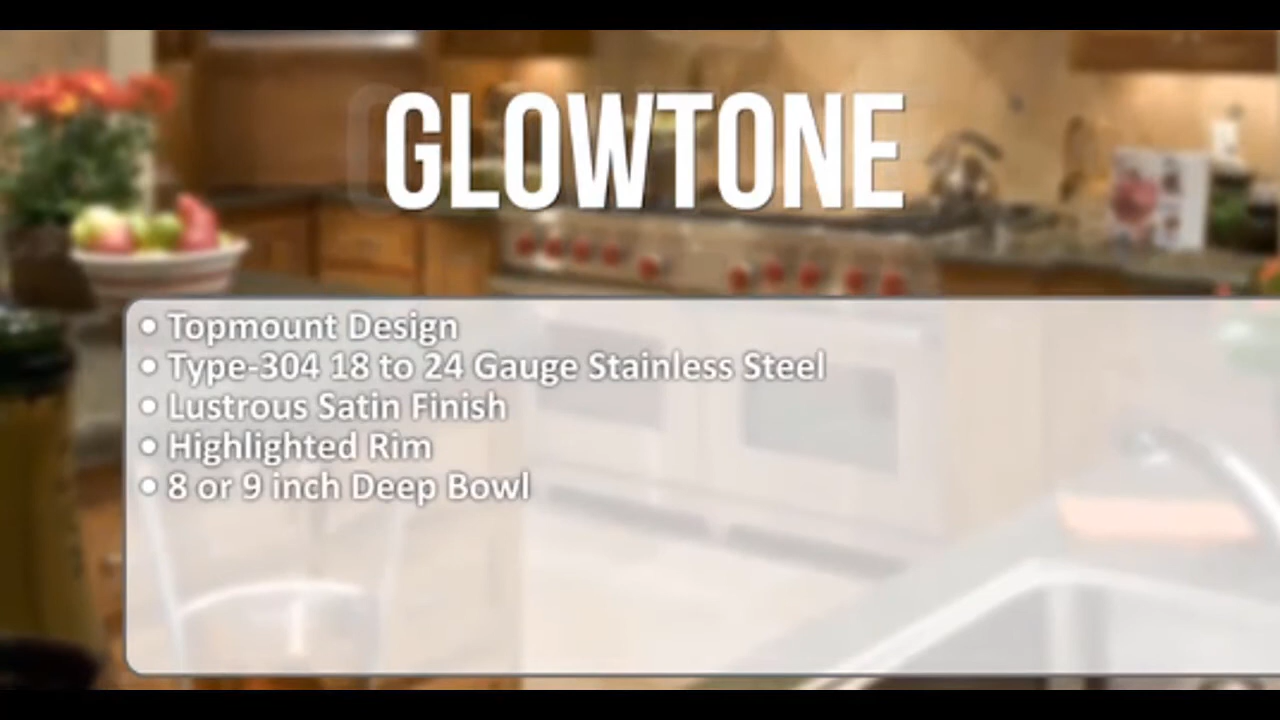 GLOWTONE
• Topmount Design
• Type-304 18 to 24 Gauge Stainless Steel
• Lustrous Satin Finish
• Highlighted Rim
• 8 or 9 inch Deep Bowl